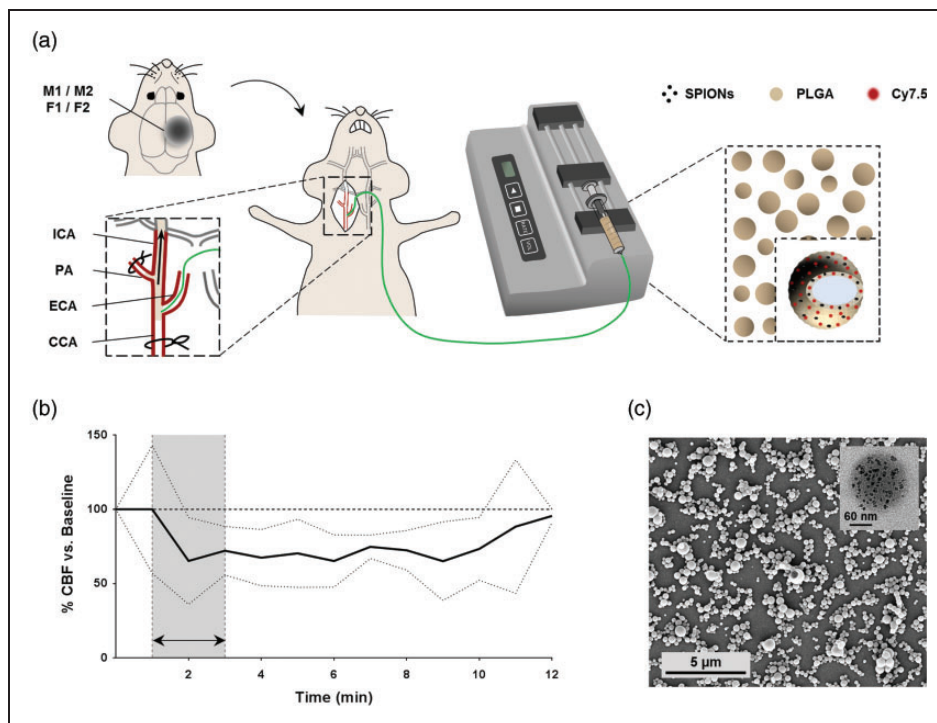 (a)
M1 / M2
F1 / F2
SPIONs PLGA Cy7.5
ICA
PA
ECA
CCA
(b)
(c)
150
100
50
0
% CBF vs. Baseline
2 4 6 8 10 12
Time (min)
60 nm
5 µm